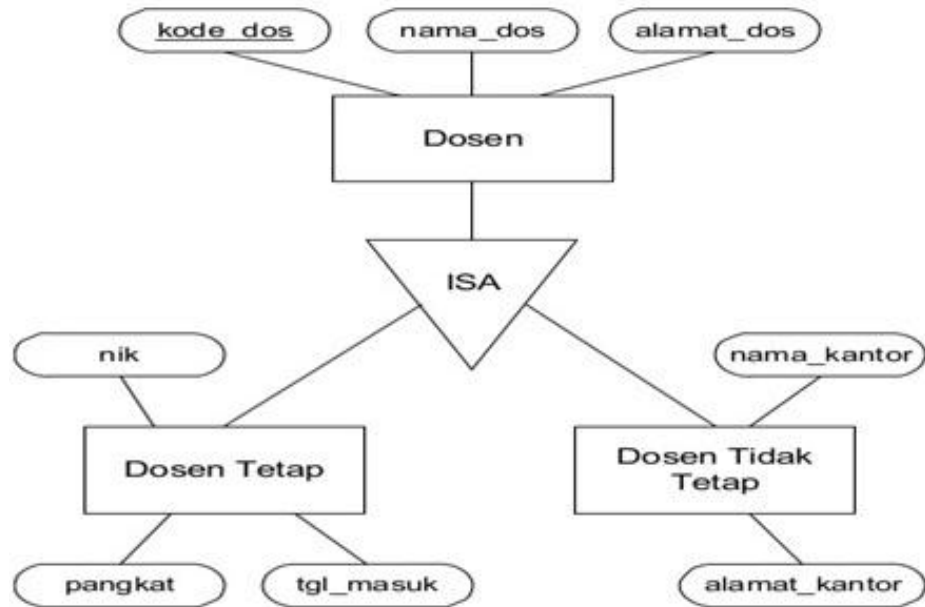 kode_dos
nama_dos
alamat_dos
Dosen
ISA
nik
nama_kantor
Dosen Tetap
Dosen Tidak
Tetap
pangkat
tgl_masuk
alamat_kantor